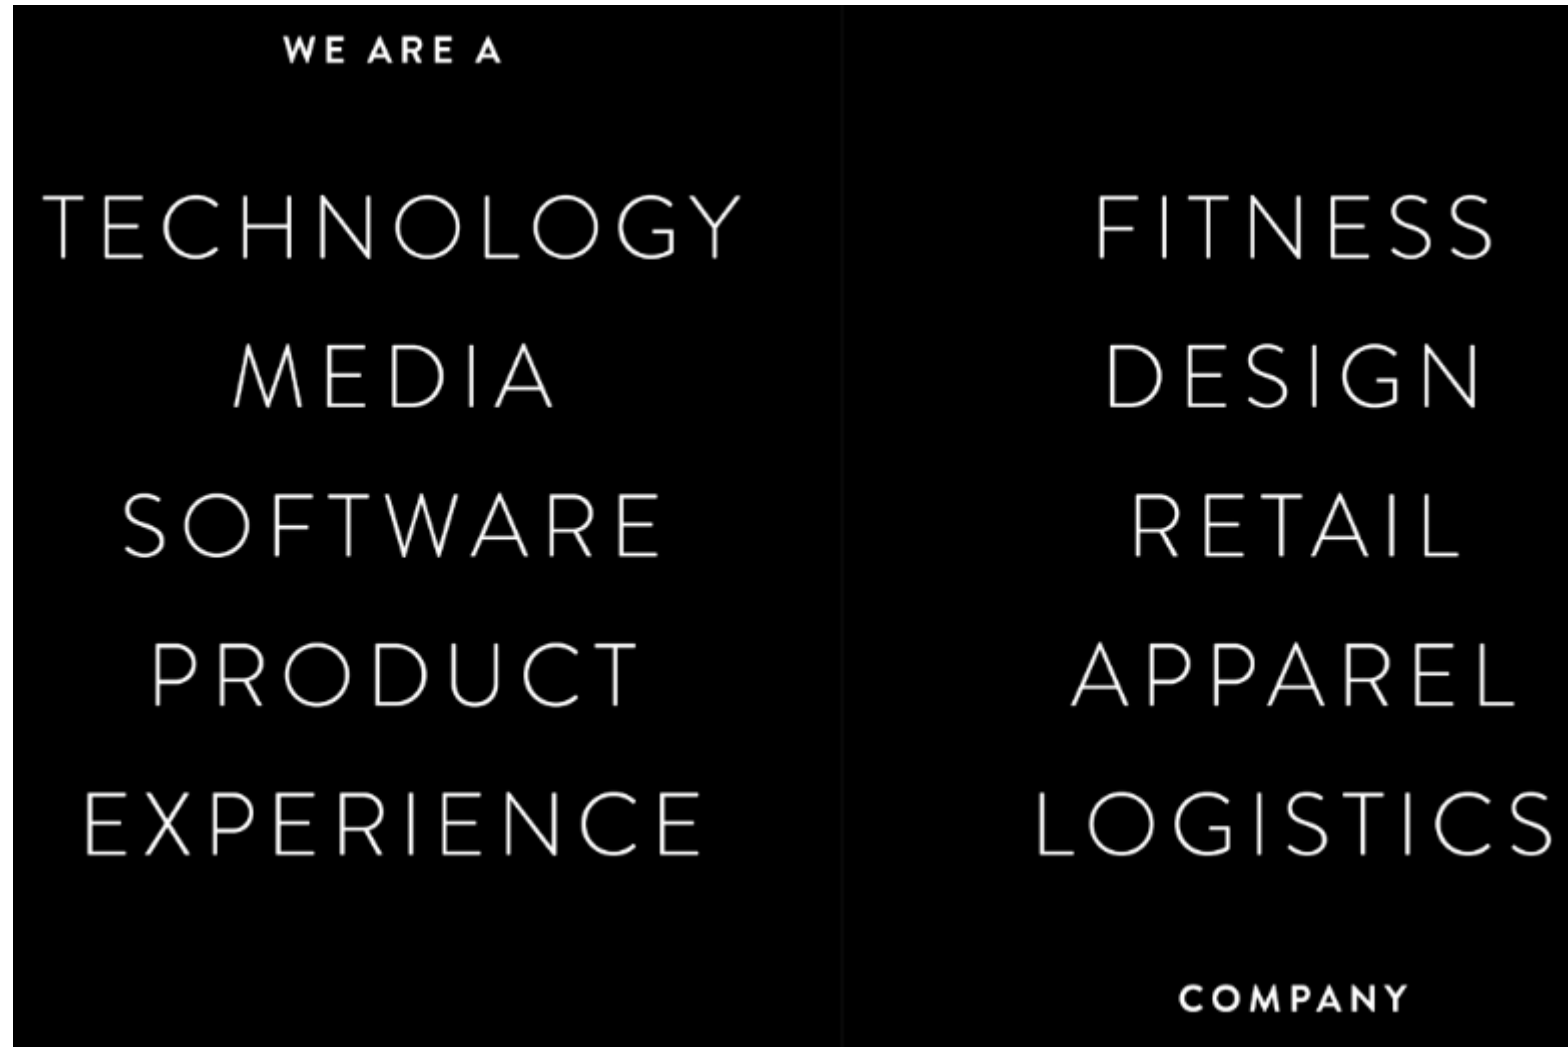 WE ARE A
TECHNOLOGY
MEDIA
SOFTWARE
PRODUCT
EXPERIENCE
FITNESS
DESIGN
RETAIL
APPAREL
LOGISTICS
COMPANY